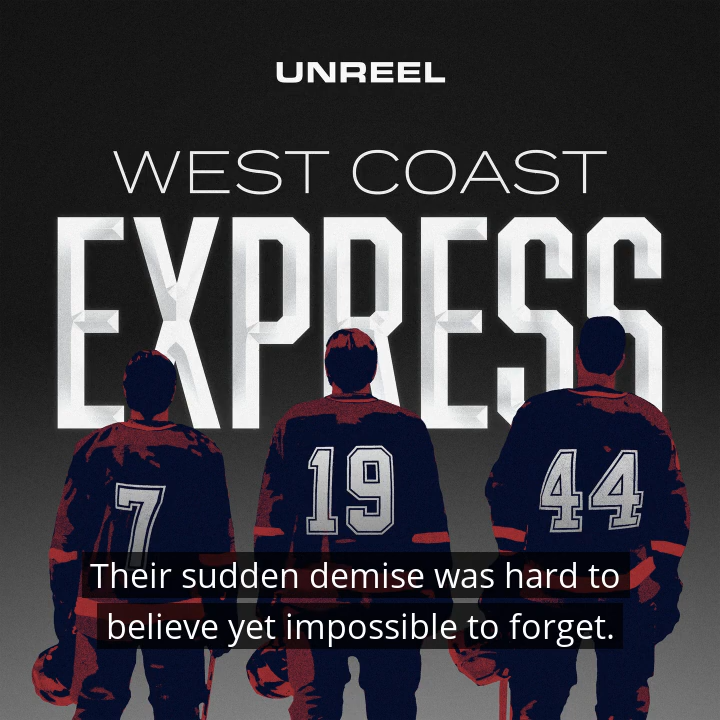 UNREEL
WEST COAST
EXPRESS
7
19
44
Their sudden demise was hard to
believe yet impossible to forget.